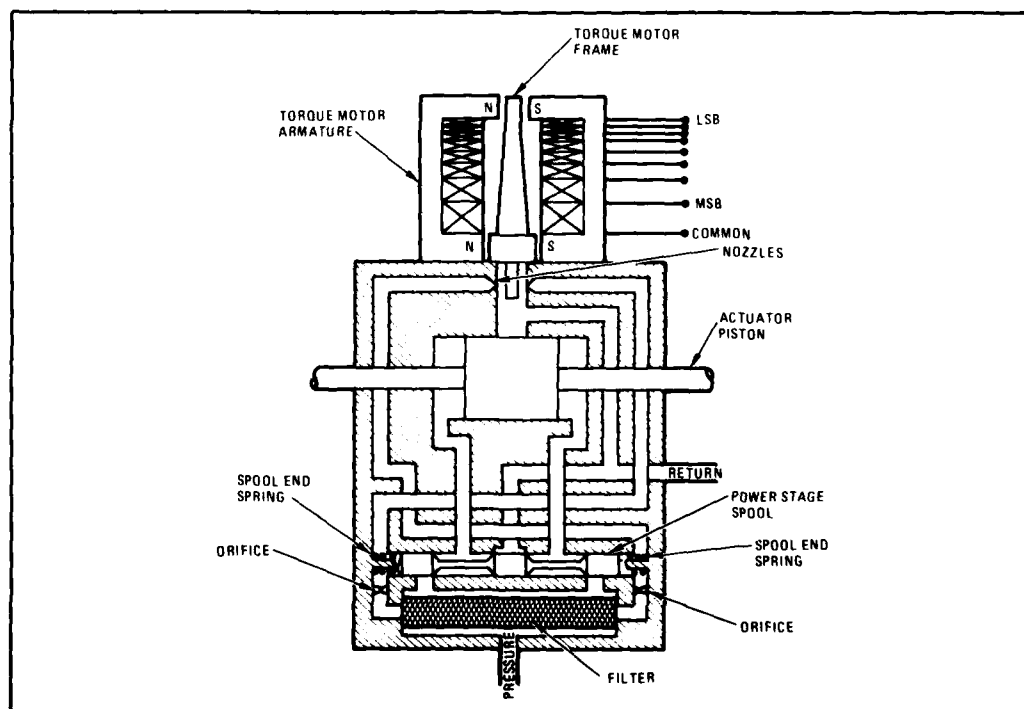 TORQUE MOTOR
FRAME
TORQUE MOTOR
ARMATURE
N
S
LSB
MSB
COMMON
N
S
NOZZLES
ACTUATOR
PISTON
RETURN
SPOOL END
SPRING
POWER STAGE
SPOOL
ORIFICE
SPOOL END
SPRING
ORIFICE
FILTER
PRESSURE